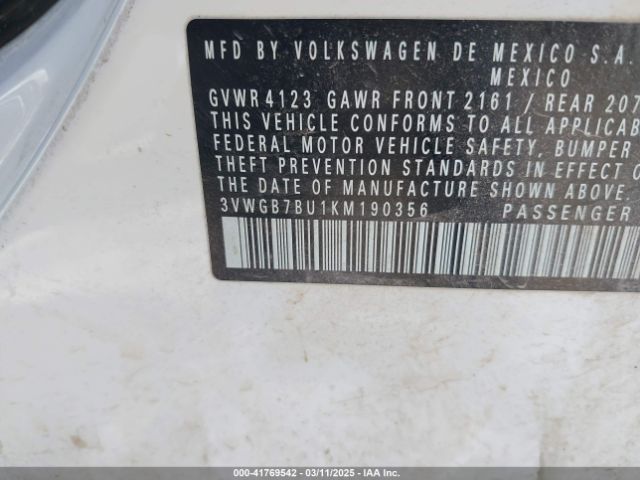 MFD BY VOLKSWAGEN DE MEXICO S.A.
MEXICO
GVWR 4123 GAWR FRONT 2161 / REAR 207
THIS VEHICLE CONFORMS TO ALL APPLICAB
FEDERAL MOTOR VEHICLE SAFETY, BUMPER
THEFT PREVENTION STANDARDS IN EFFECT O
THE DATE OF MANUFACTURE SHOWN ABOVE.
3VWGB7BU1KM190356 PASSENGER
000-41769542 / 03/11/2025 / IAA Inc.